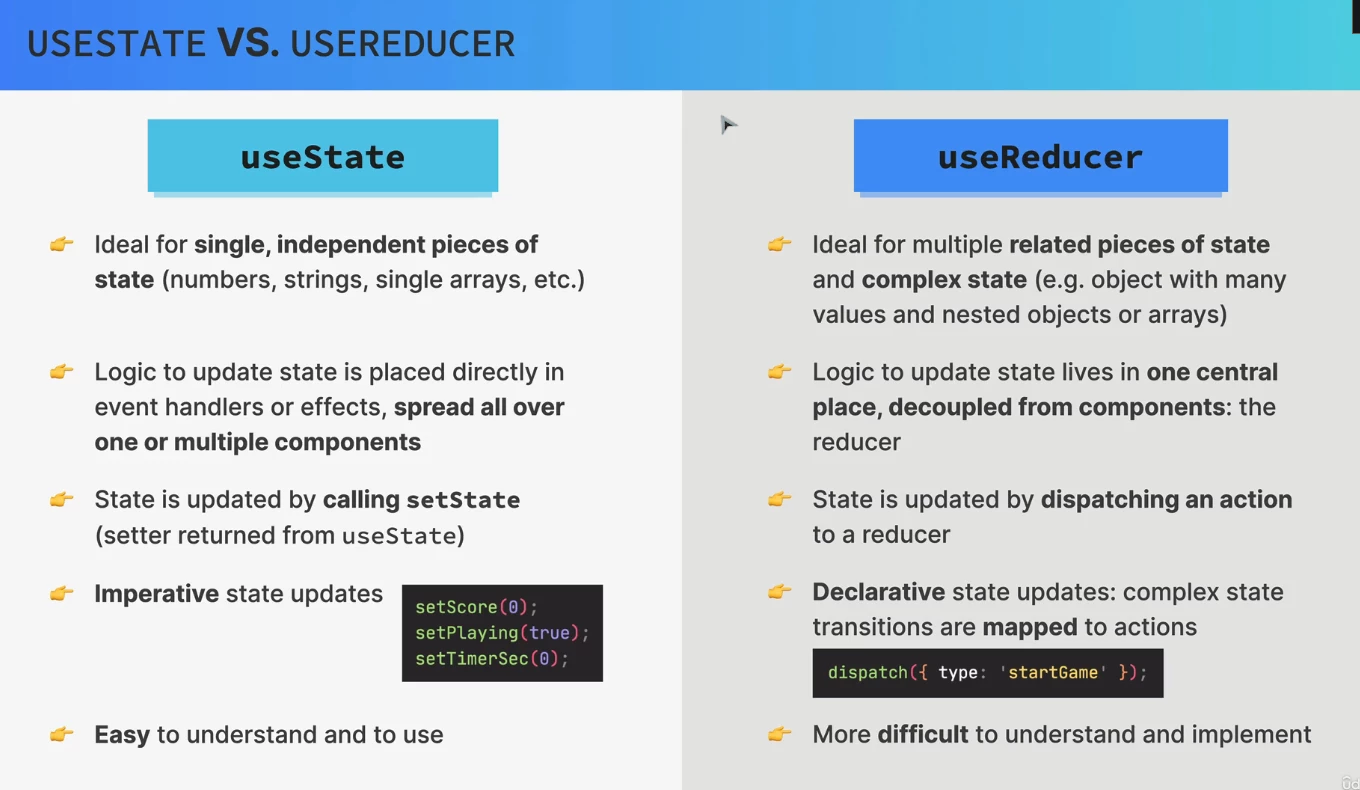 USESTATE VS. USEREDUCER
useState
Ideal for single, independent pieces of
state (numbers, strings, single arrays, etc.)
Logic to update state is placed directly in
event handlers or effects, spread all over
one or multiple components
State is updated by calling setState
(setter returned from useState)
Imperative state updates
setScore(0);
setPlaying(true);
setTimerSec(0);
Easy to understand and to use
useReducer
Ideal for multiple related pieces of state
and complex state (e.g. object with many
values and nested objects or arrays)
Logic to update state lives in one central
place, decoupled from components: the
reducer
State is updated by dispatching an action
to a reducer
Declarative state updates: complex state
transitions are mapped to actions
dispatch({ type: 'startGame' });
More difficult to understand and implement